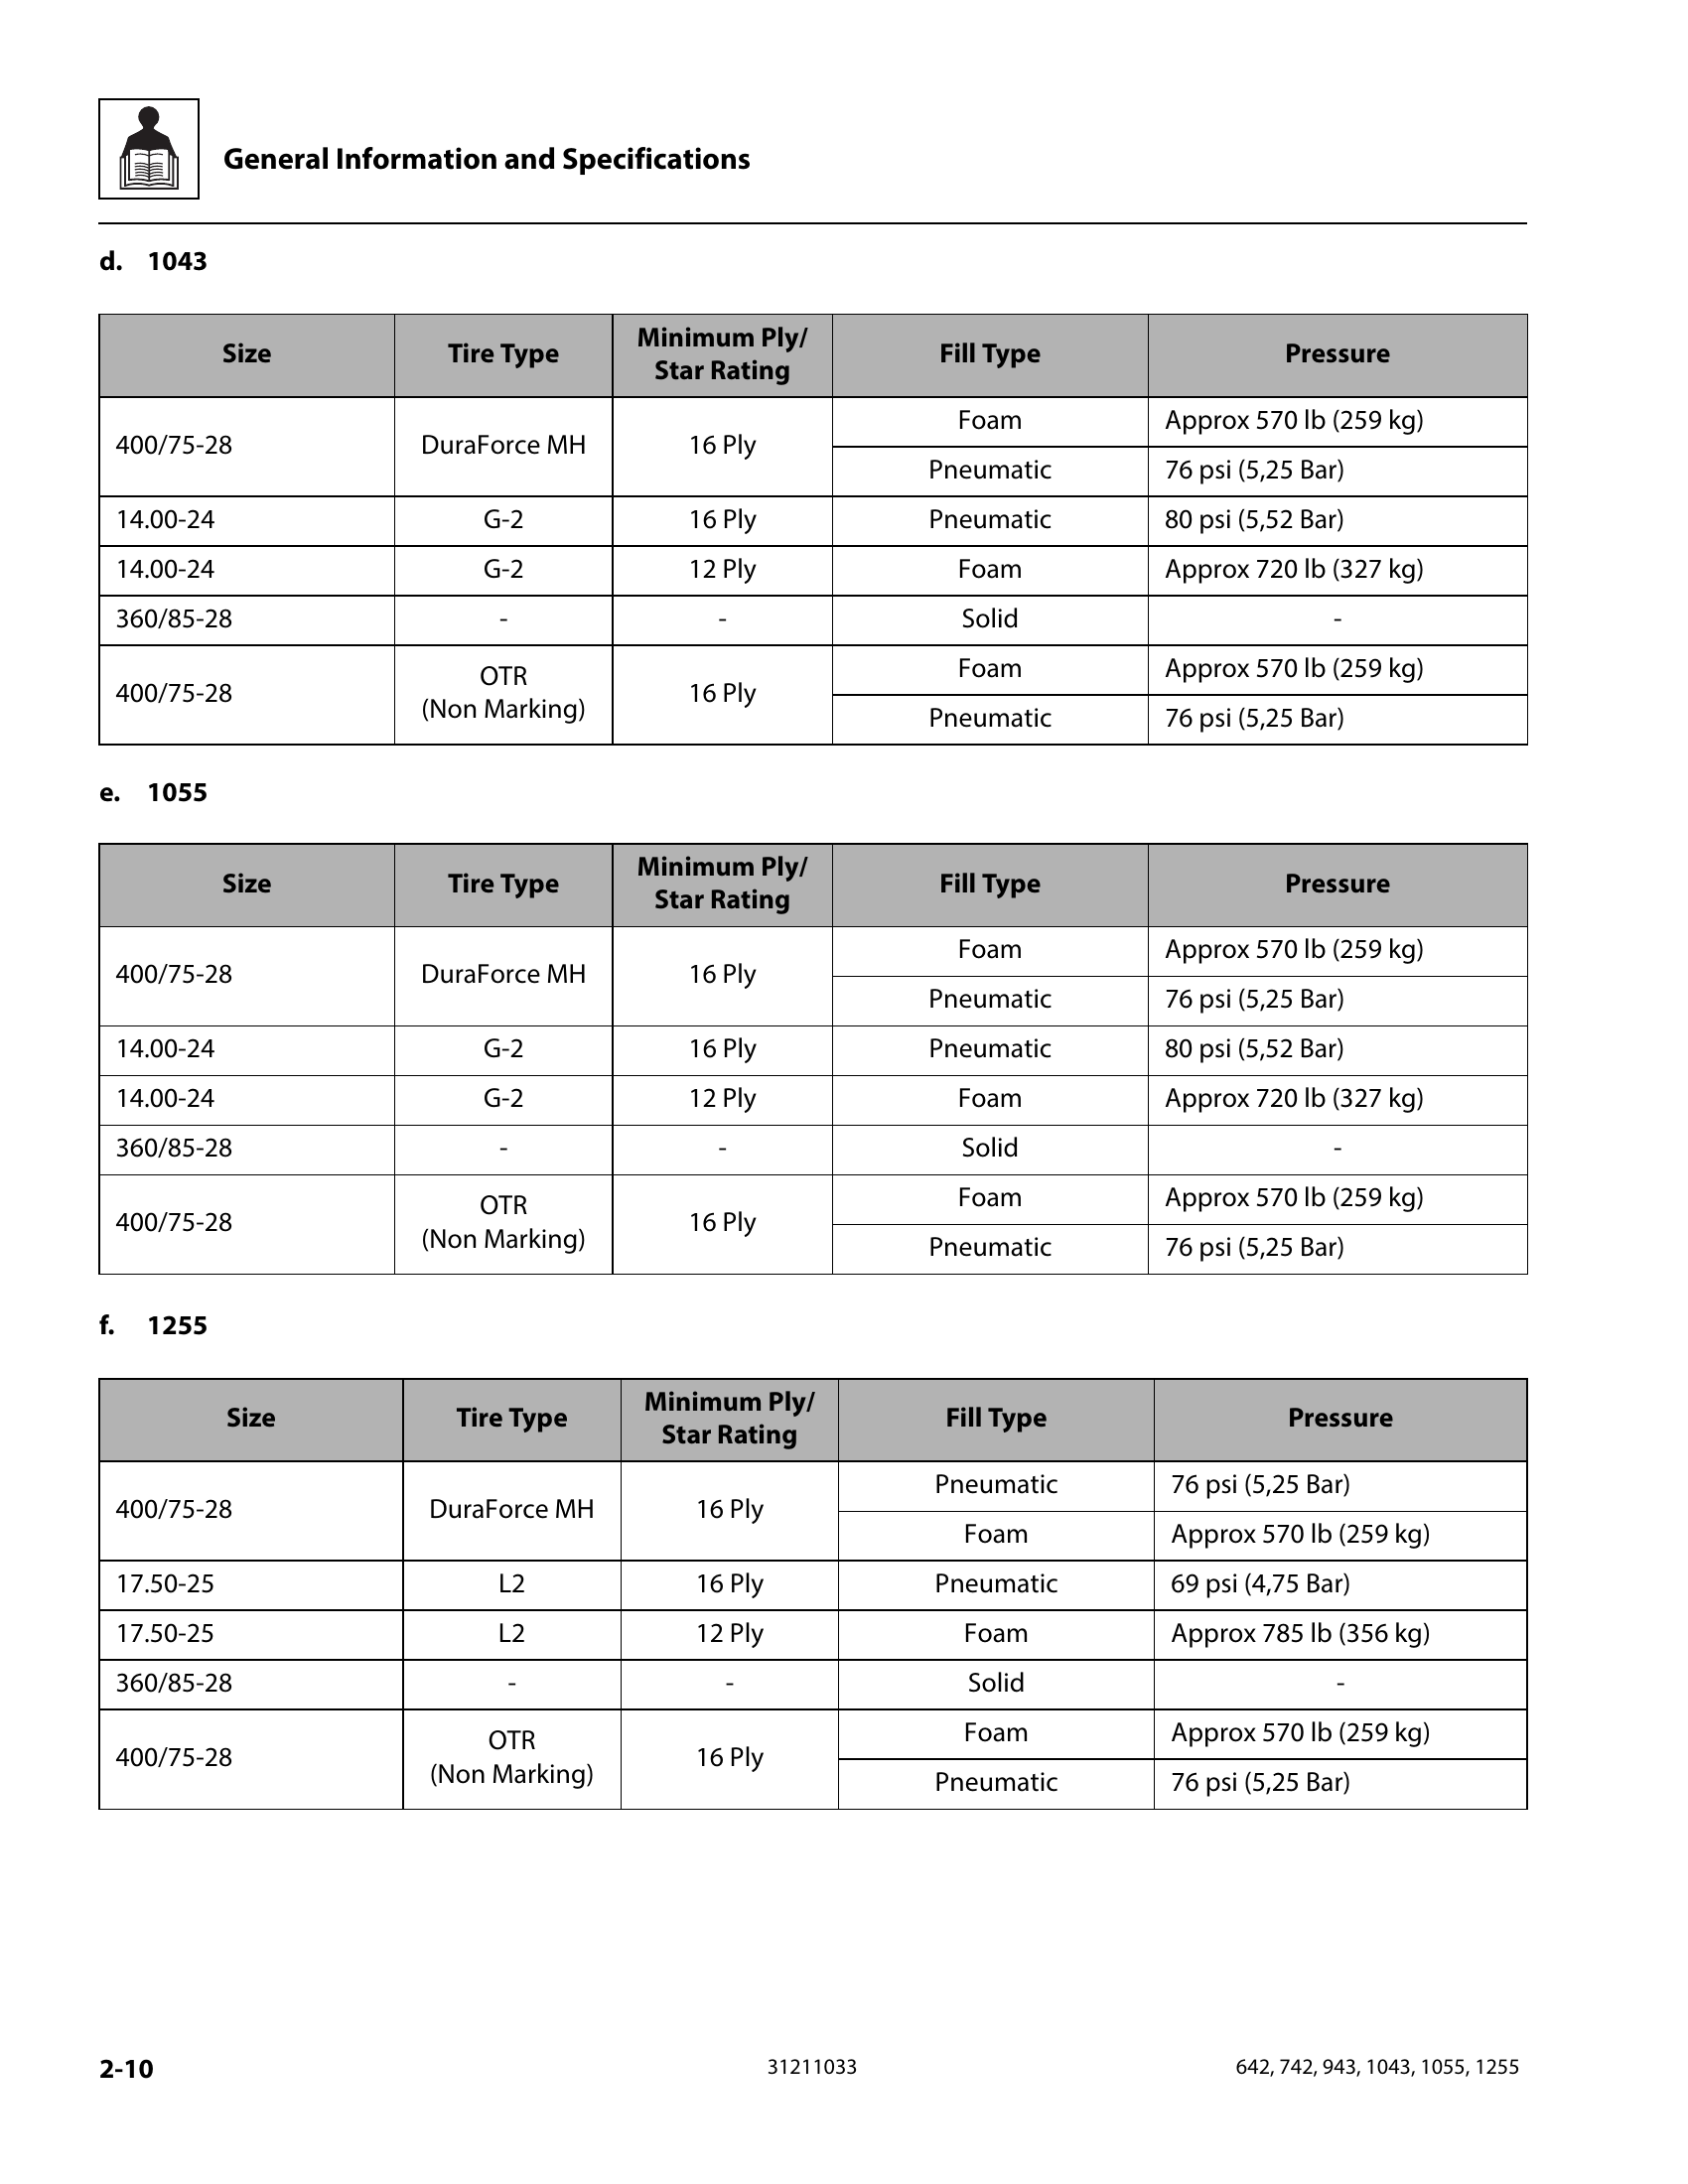 General Information and Specifications
d. 1043
Size Tire Type Minimum Ply/ Star Rating Fill Type Pressure
400/75-28 DuraForce MH 16 Ply Foam Approx 570 lb (259 kg)
Pneumatic 76 psi (5,25 Bar)
14.00-24 G-2 16 Ply Pneumatic 80 psi (5,52 Bar)
14.00-24 G-2 12 Ply Foam Approx 720 lb (327 kg)
360/85-28 - - Solid -
400/75-28 OTR (Non Marking) 16 Ply Foam Approx 570 lb (259 kg)
Pneumatic 76 psi (5,25 Bar)
e. 1055
Size Tire Type Minimum Ply/ Star Rating Fill Type Pressure
400/75-28 DuraForce MH 16 Ply Foam Approx 570 lb (259 kg)
Pneumatic 76 psi (5,25 Bar)
14.00-24 G-2 16 Ply Pneumatic 80 psi (5,52 Bar)
14.00-24 G-2 12 Ply Foam Approx 720 lb (327 kg)
360/85-28 - - Solid -
400/75-28 OTR (Non Marking) 16 Ply Foam Approx 570 lb (259 kg)
Pneumatic 76 psi (5,25 Bar)
f. 1255
Size Tire Type Minimum Ply/ Star Rating Fill Type Pressure
400/75-28 DuraForce MH 16 Ply Pneumatic 76 psi (5,25 Bar)
Foam Approx 570 lb (259 kg)
17.50-25 L2 16 Ply Pneumatic 69 psi (4,75 Bar)
17.50-25 L2 12 Ply Foam Approx 785 lb (356 kg)
360/85-28 - - Solid -
400/75-28 OTR (Non Marking) 16 Ply Foam Approx 570 lb (259 kg)
Pneumatic 76 psi (5,25 Bar)
2-10 31211033 642, 742, 943, 1043, 1055, 1255